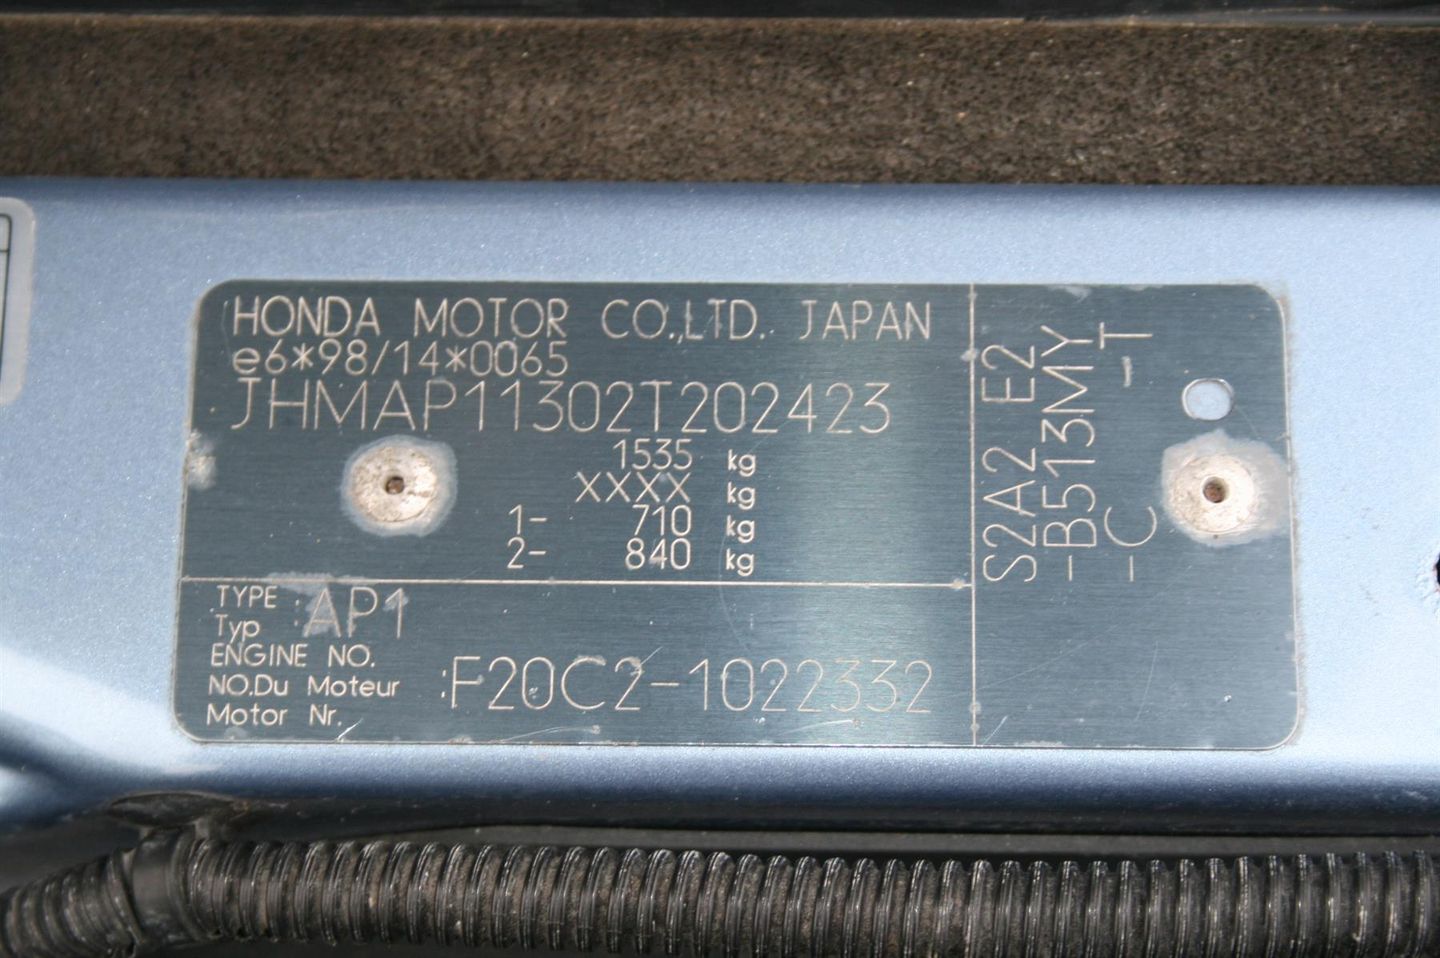 HONDA MOTOR CO.,LTD. JAPAN
e6*98/14*0065
JHMAP11302T202423
1535 kg
XXXX kg
1- 710 kg
2- 840 kg
TYPE
Typ :AP1
ENGINE NO.
NO.Du Moteur :F20C2-1022332
Motor Nr.
S2A2 E2
-B513MY
-C -T